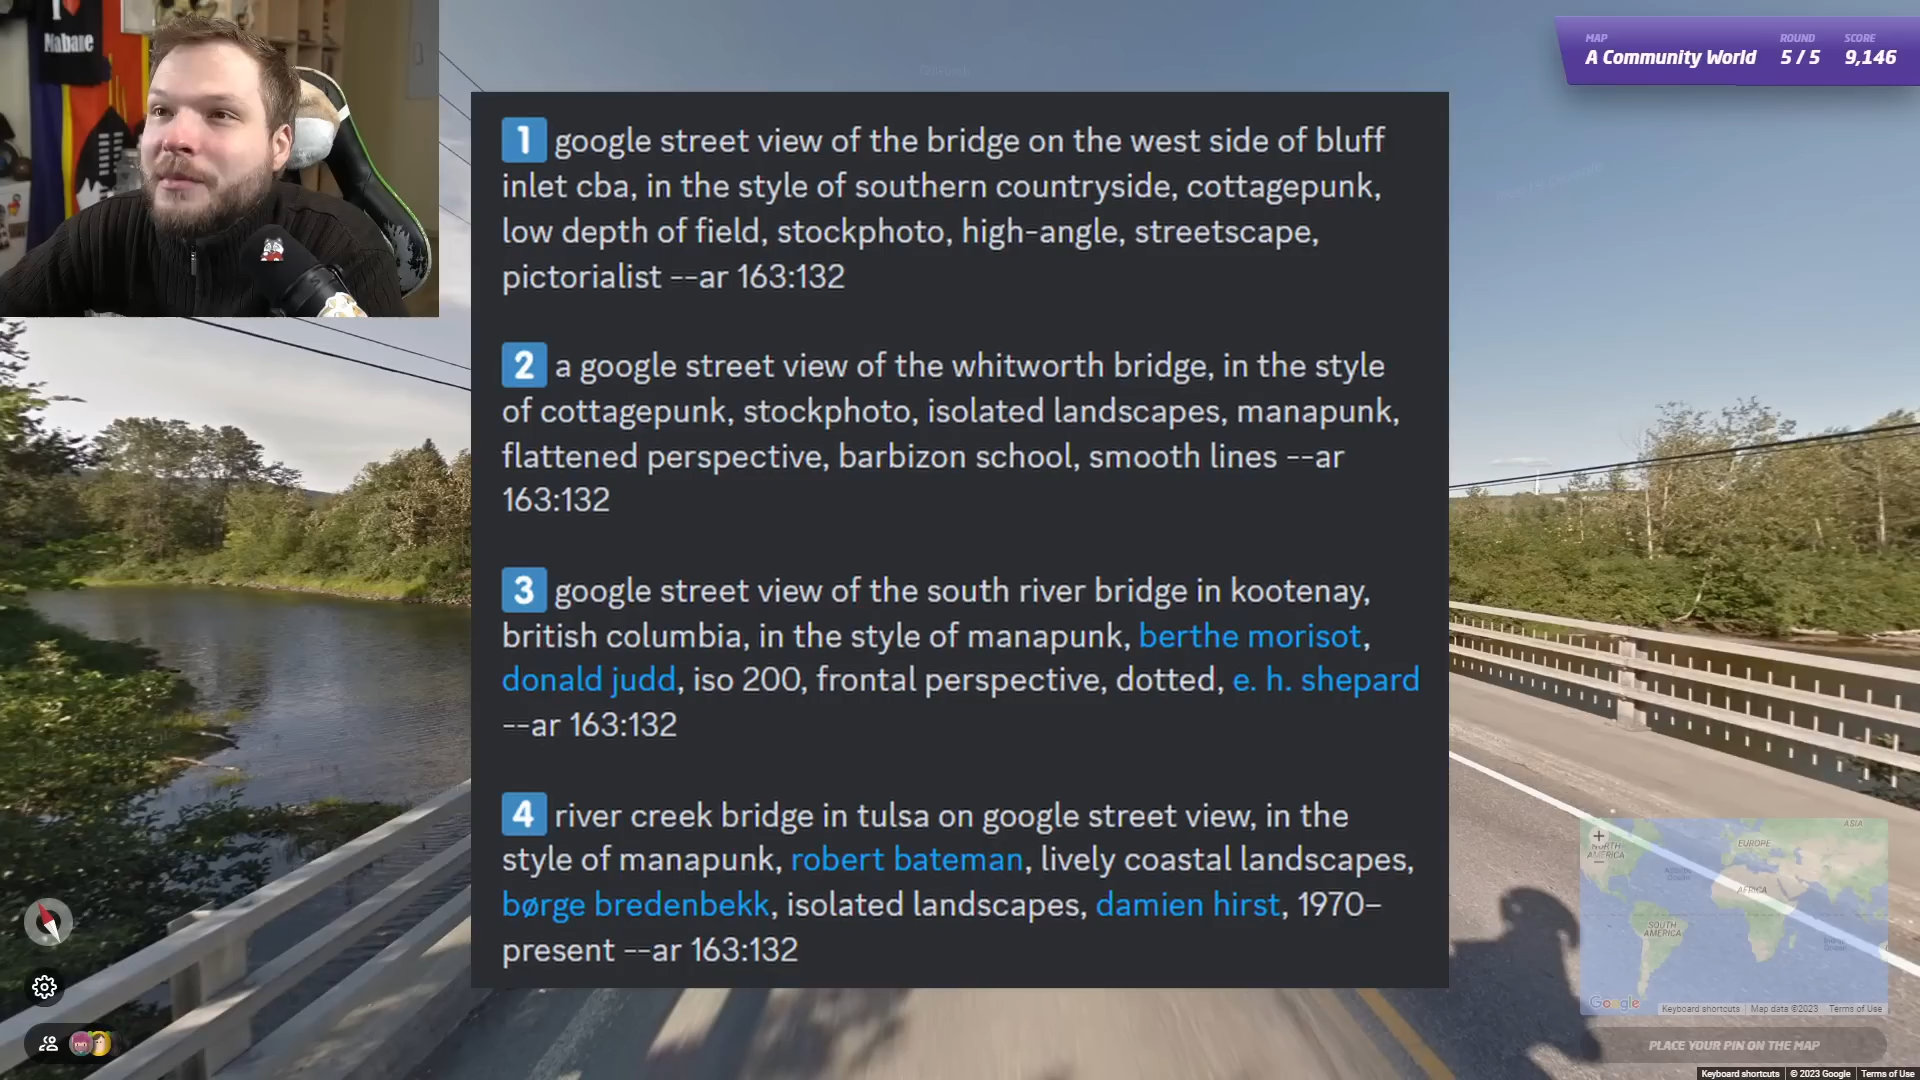 I
Mabane
MAP
A Community World
ROUND
5 / 5
SCORE
9,146
1 google street view of the bridge on the west side of bluff
inlet cba, in the style of southern countryside, cottagepunk,
low depth of field, stockphoto, high-angle, streetscape,
pictorialist --ar 163:132
2 a google street view of the whitworth bridge, in the style
of cottagepunk, stockphoto, isolated landscapes, manapunk,
flattened perspective, barbizon school, smooth lines --ar
163:132
3 google street view of the south river bridge in kootenay,
british columbia, in the style of manapunk, berthe morisot,
donald judd, iso 200, frontal perspective, dotted, e. h. shepard
--ar 163:132
4 river creek bridge in tulsa on google street view, in the
style of manapunk, robert bateman, lively coastal landscapes,
børge bredenbekk, isolated landscapes, damien hirst, 1970–
present --ar 163:132
+
ASIA
NORTH
AMERICA
EUROPE
AFRICA
SOUTH
AMERICA
Google
Keyboard shortcuts
Map data ©2023
Terms of Use
PLACE YOUR PIN ON THE MAP
Keyboard shortcuts
© 2023 Google
Terms of Use